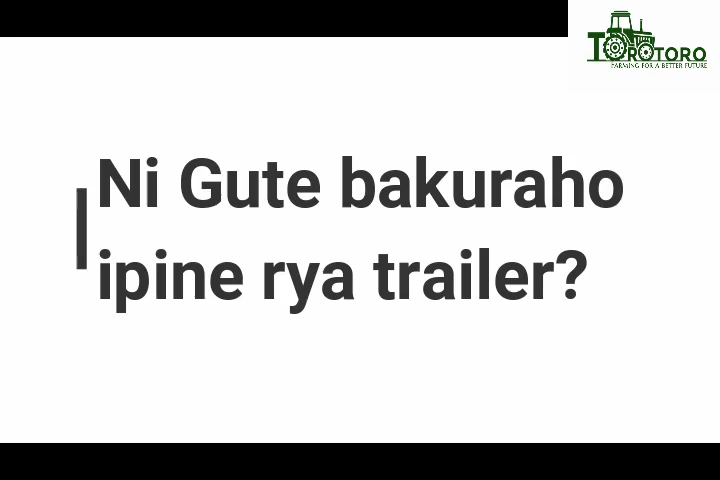 TOROTORO
FARMING FOR A BETTER FUTURE
Ni Gute bakuraho
ipine rya trailer?